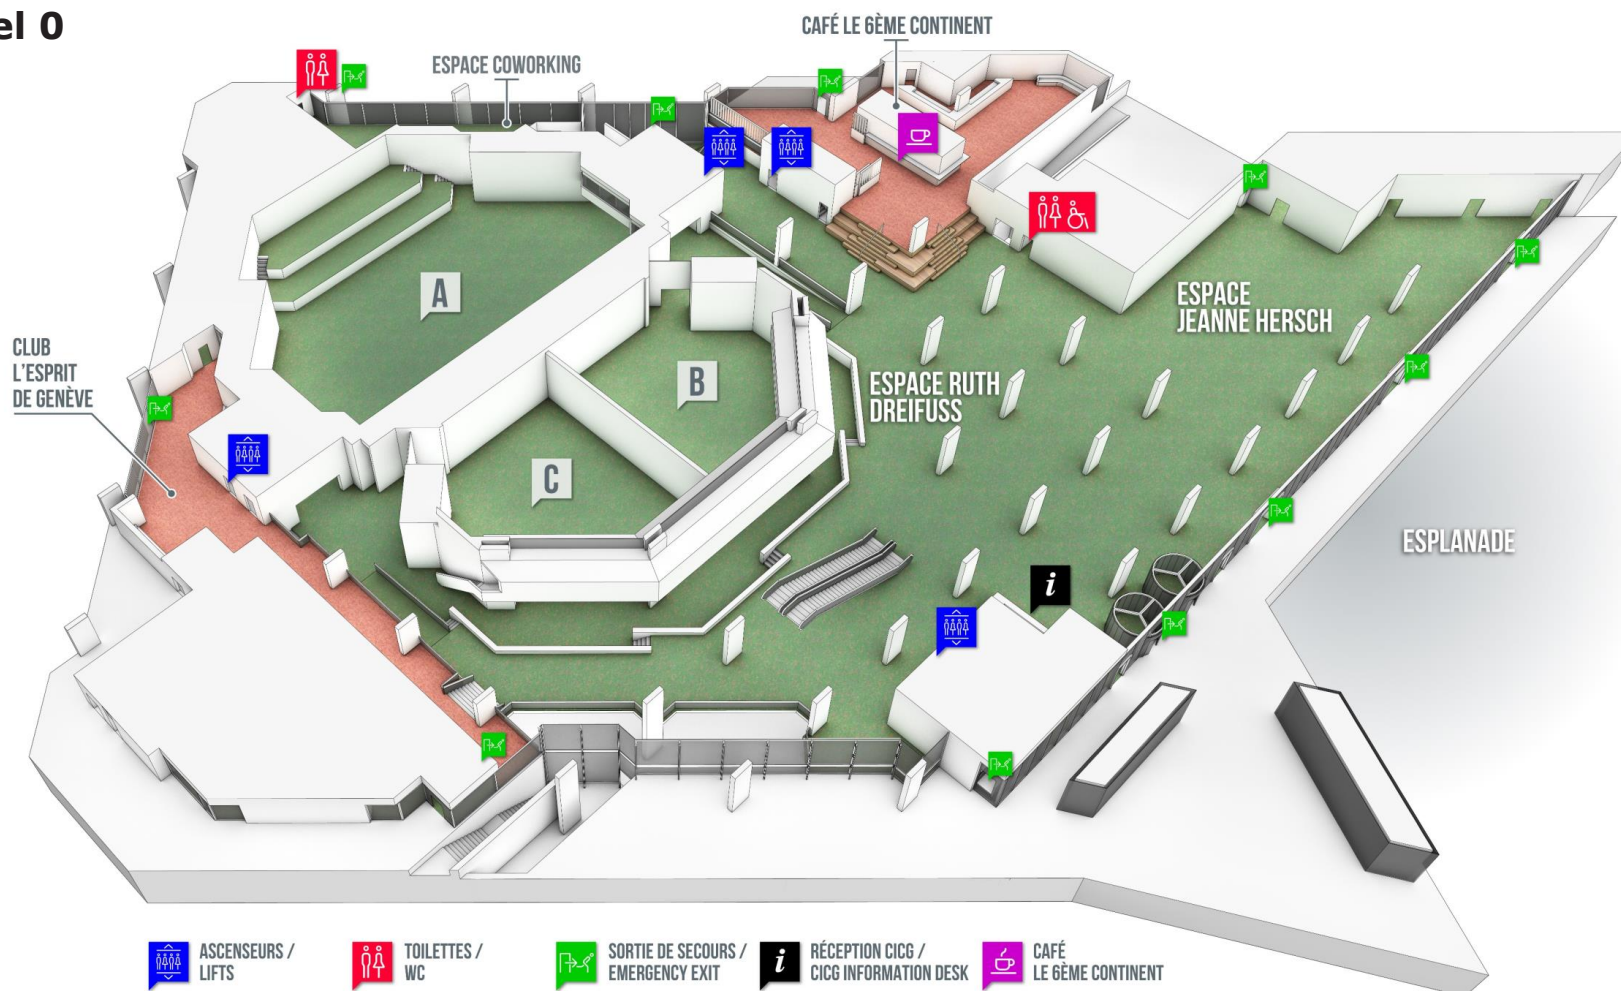 el 0
CAFÉ LE 6ÈME CONTINENT
ESPACE COWORKING
A
ESPACE
JEANNE HERSCH
CLUB
L'ESPRIT
DE GENÈVE
B
ESPACE RUTH
DREIFUSS
C
ESPLANADE
i
ASCENSEURS /
LIFTS
TOILETTES /
WC
SORTIE DE SECOURS /
EMERGENCY EXIT
i
RÉCEPTION CICG /
CICG INFORMATION DESK
CAFÉ
LE 6ÈME CONTINENT